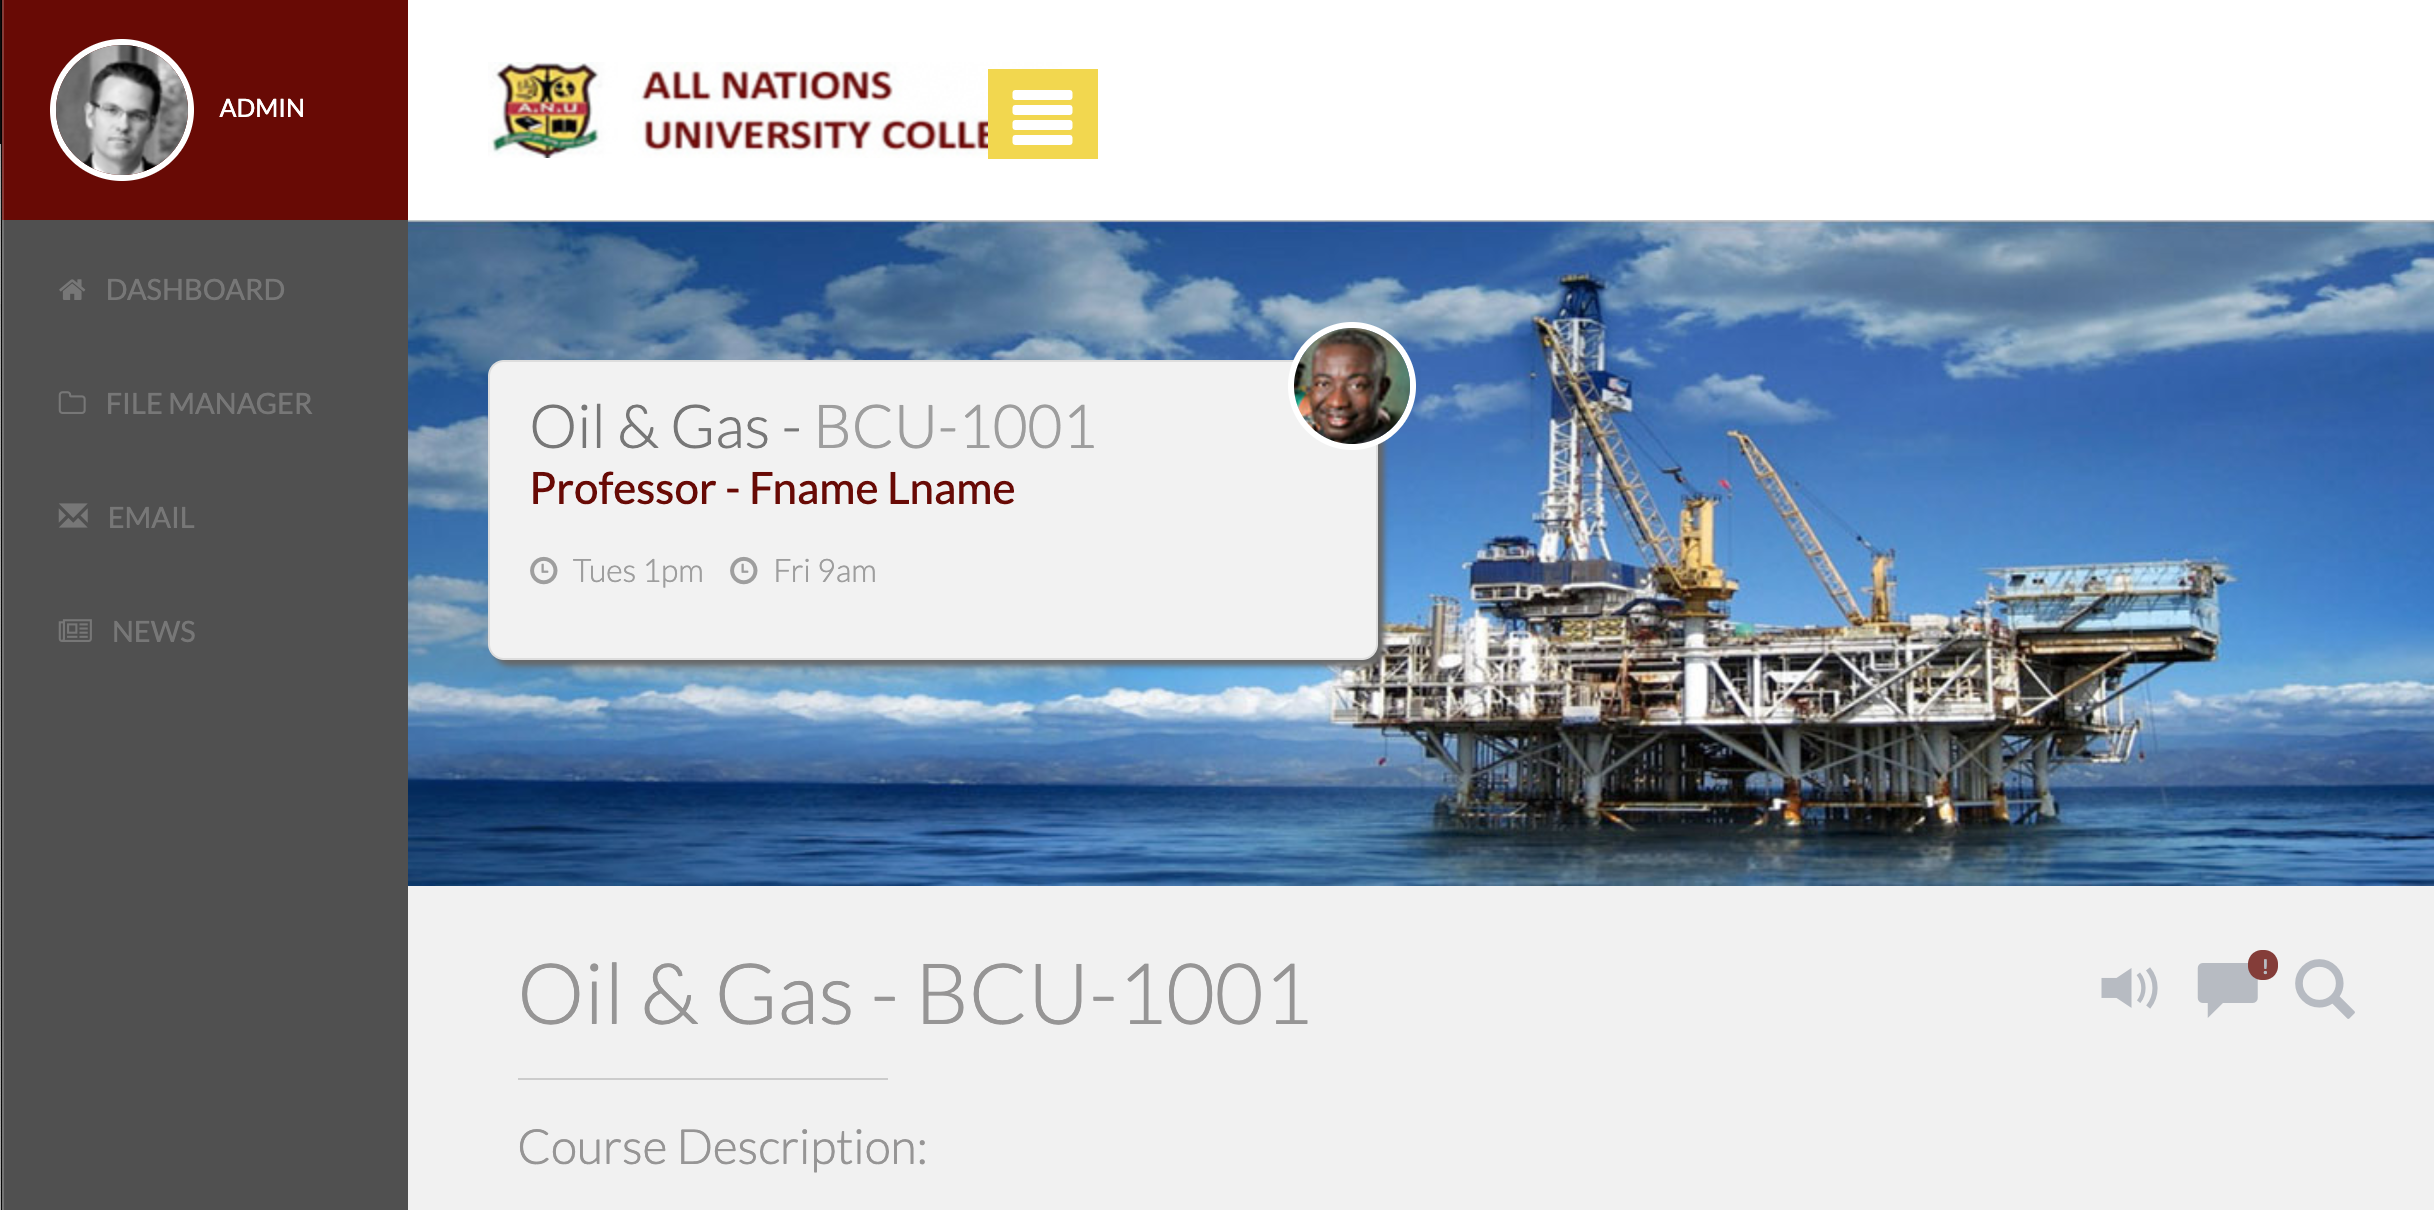 ADMIN
A.N.U
ALL NATIONS
UNIVERSITY COLLE
DASHBOARD
FILE MANAGER
EMAIL
NEWS
Oil & Gas - BCU-1001
Professor - Fname Lname
Tues 1pm Fri 9am
Oil & Gas - BCU-1001
!
Course Description: